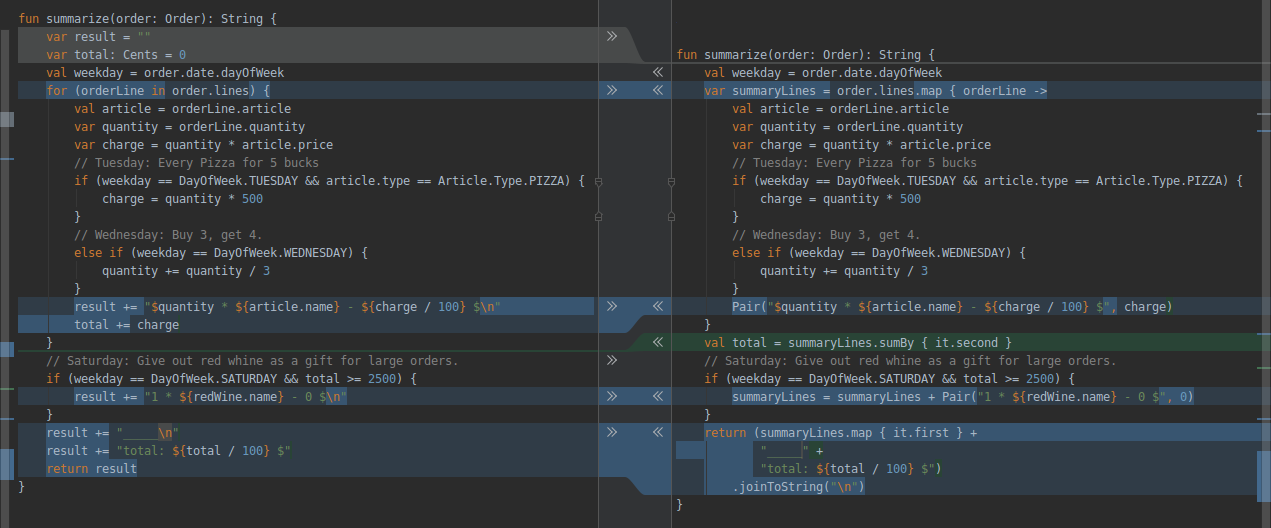 fun summarize(order: Order): String {
    var result = ""
    var total: Cents = 0
    val weekday = order.date.dayOfWeek
    for (orderLine in order.lines) {
        val article = orderLine.article
        var quantity = orderLine.quantity
        var charge = quantity * article.price
        // Tuesday: Every Pizza for 5 bucks
        if (weekday == DayOfWeek.TUESDAY && article.type == Article.Type.PIZZA) {
            charge = quantity * 500
        }
        // Wednesday: Buy 3, get 4.
        else if (weekday == DayOfWeek.WEDNESDAY) {
            quantity += quantity / 3
        }
        result += "$quantity * ${article.name} - ${charge / 100} $\n"
        total += charge
    }
    // Saturday: Give out red whine as a gift for large orders.
    if (weekday == DayOfWeek.SATURDAY && total >= 2500) {
        result += "1 * ${redWine.name} - 0 $\n"
    }
    result += "_____\n"
    result += "total: ${total / 100} $"
    return result
}
fun summarize(order: Order): String {
    val weekday = order.date.dayOfWeek
    var summaryLines = order.lines.map { orderLine ->
        val article = orderLine.article
        var quantity = orderLine.quantity
        var charge = quantity * article.price
        // Tuesday: Every Pizza for 5 bucks
        if (weekday == DayOfWeek.TUESDAY && article.type == Article.Type.PIZZA) {
            charge = quantity * 500
        }
        // Wednesday: Buy 3, get 4.
        else if (weekday == DayOfWeek.WEDNESDAY) {
            quantity += quantity / 3
        }
        Pair("$quantity * ${article.name} - ${charge / 100} $", charge)
    }
    val total = summaryLines.sumBy { it.second }
    // Saturday: Give out red whine as a gift for large orders.
    if (weekday == DayOfWeek.SATURDAY && total >= 2500) {
        summaryLines = summaryLines + Pair("1 * ${redWine.name} - 0 $", 0)
    }
    return (summaryLines.map { it.first } +
            "_____" +
            "total: ${total / 100} $")
        .joinToString("\n")
}